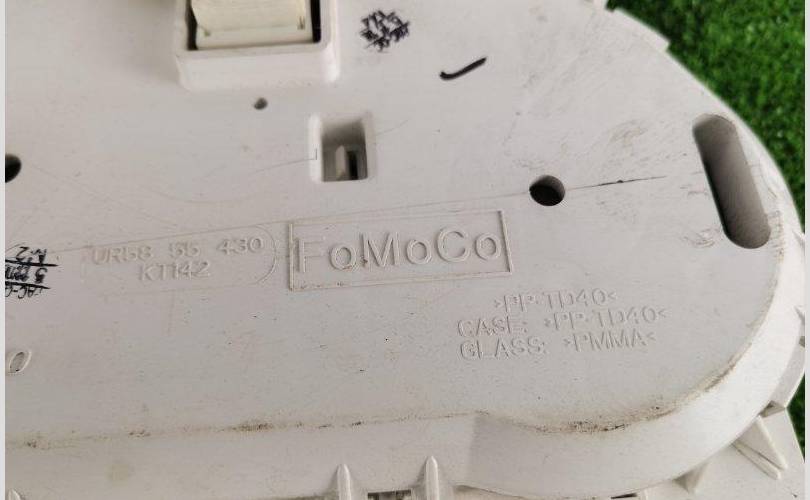 UR58 55 430
KT142
FoMoCo
>PP-TD40<
CASE: >PP-TD40<
GLASS: >PMMA<